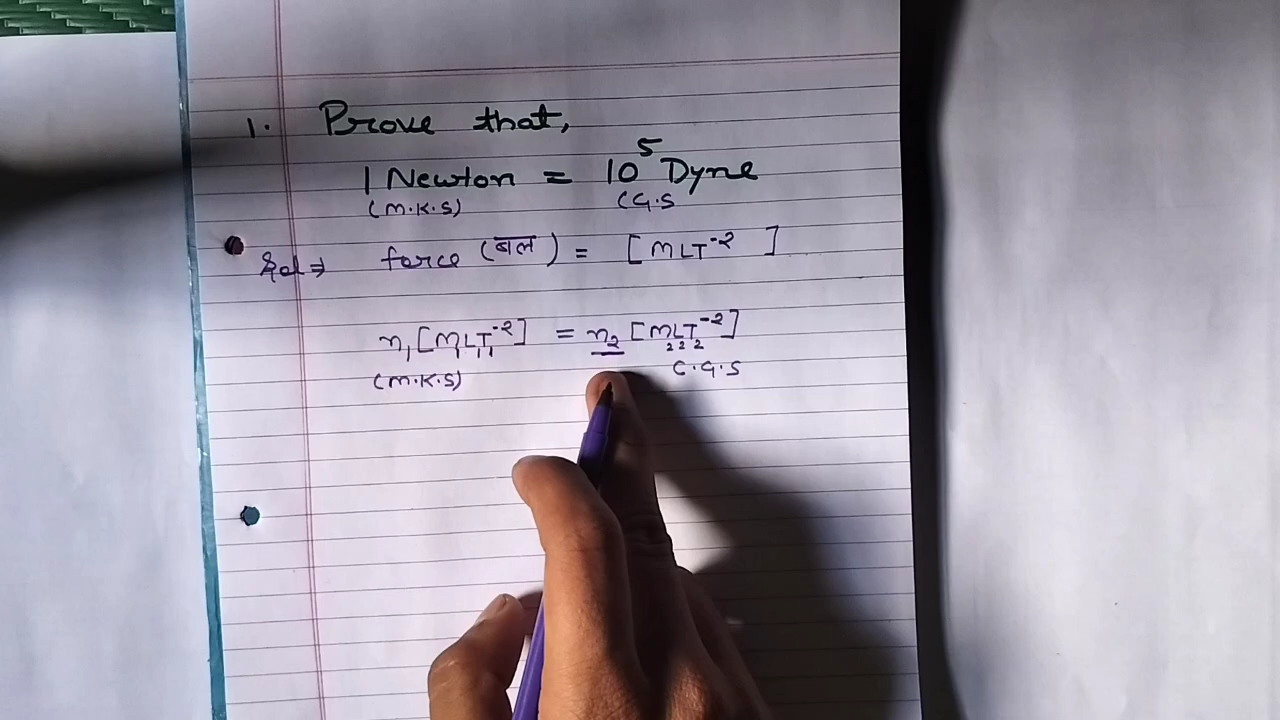 1. Prove that,
1 Newton = 10⁵ Dyne
(M.K.S) (C.G.S
Sol ⇒ force (बल) = [MLT⁻²]
n₁[M₁L₁T₁⁻²] = n₂[M₂L₂T₂⁻²]
(M.K.S) C.G.S